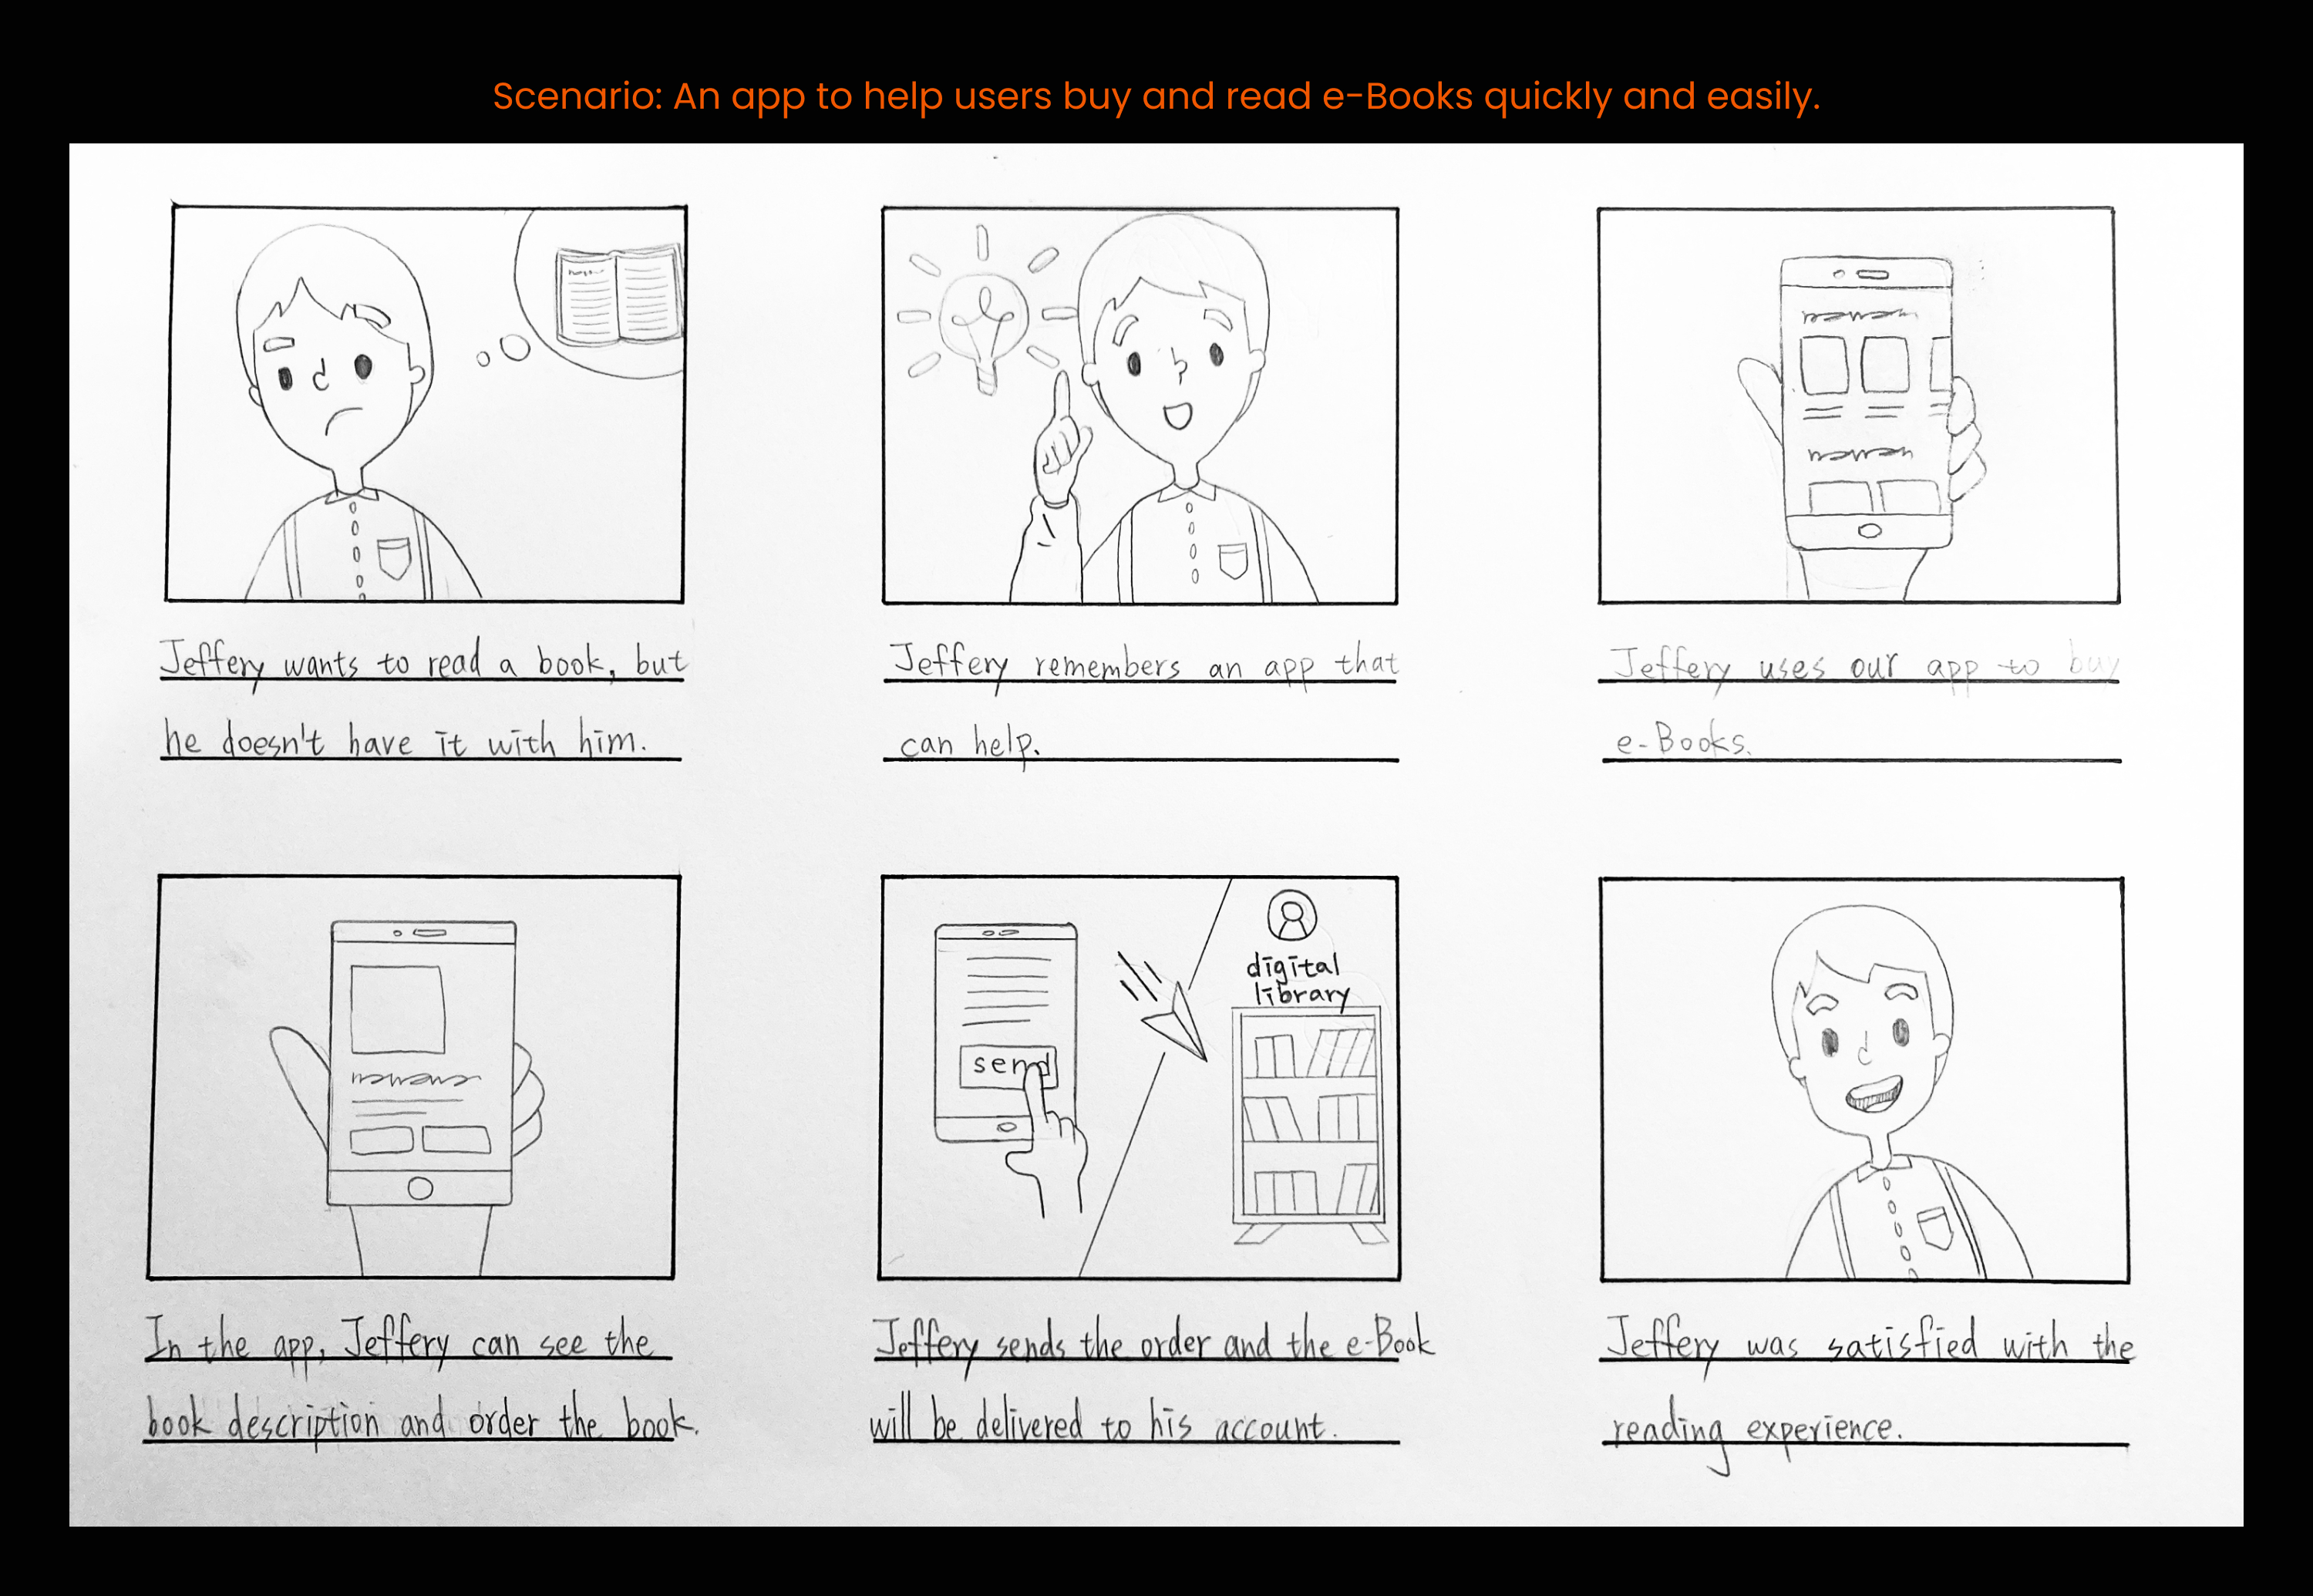 Scenario: An app to help users buy and read e-Books quickly and easily.
Jeffery wants to read a book, but
he doesn't have it with him.
Jeffery remembers an app that
can help.
Jeffery uses our app to buy
e-Books.
In the app, Jeffery can see the
book description and order the book.
send
digital
library
Jeffery sends the order and the e-Book
will be delivered to his account.
Jeffery was satisfied with the
reading experience.